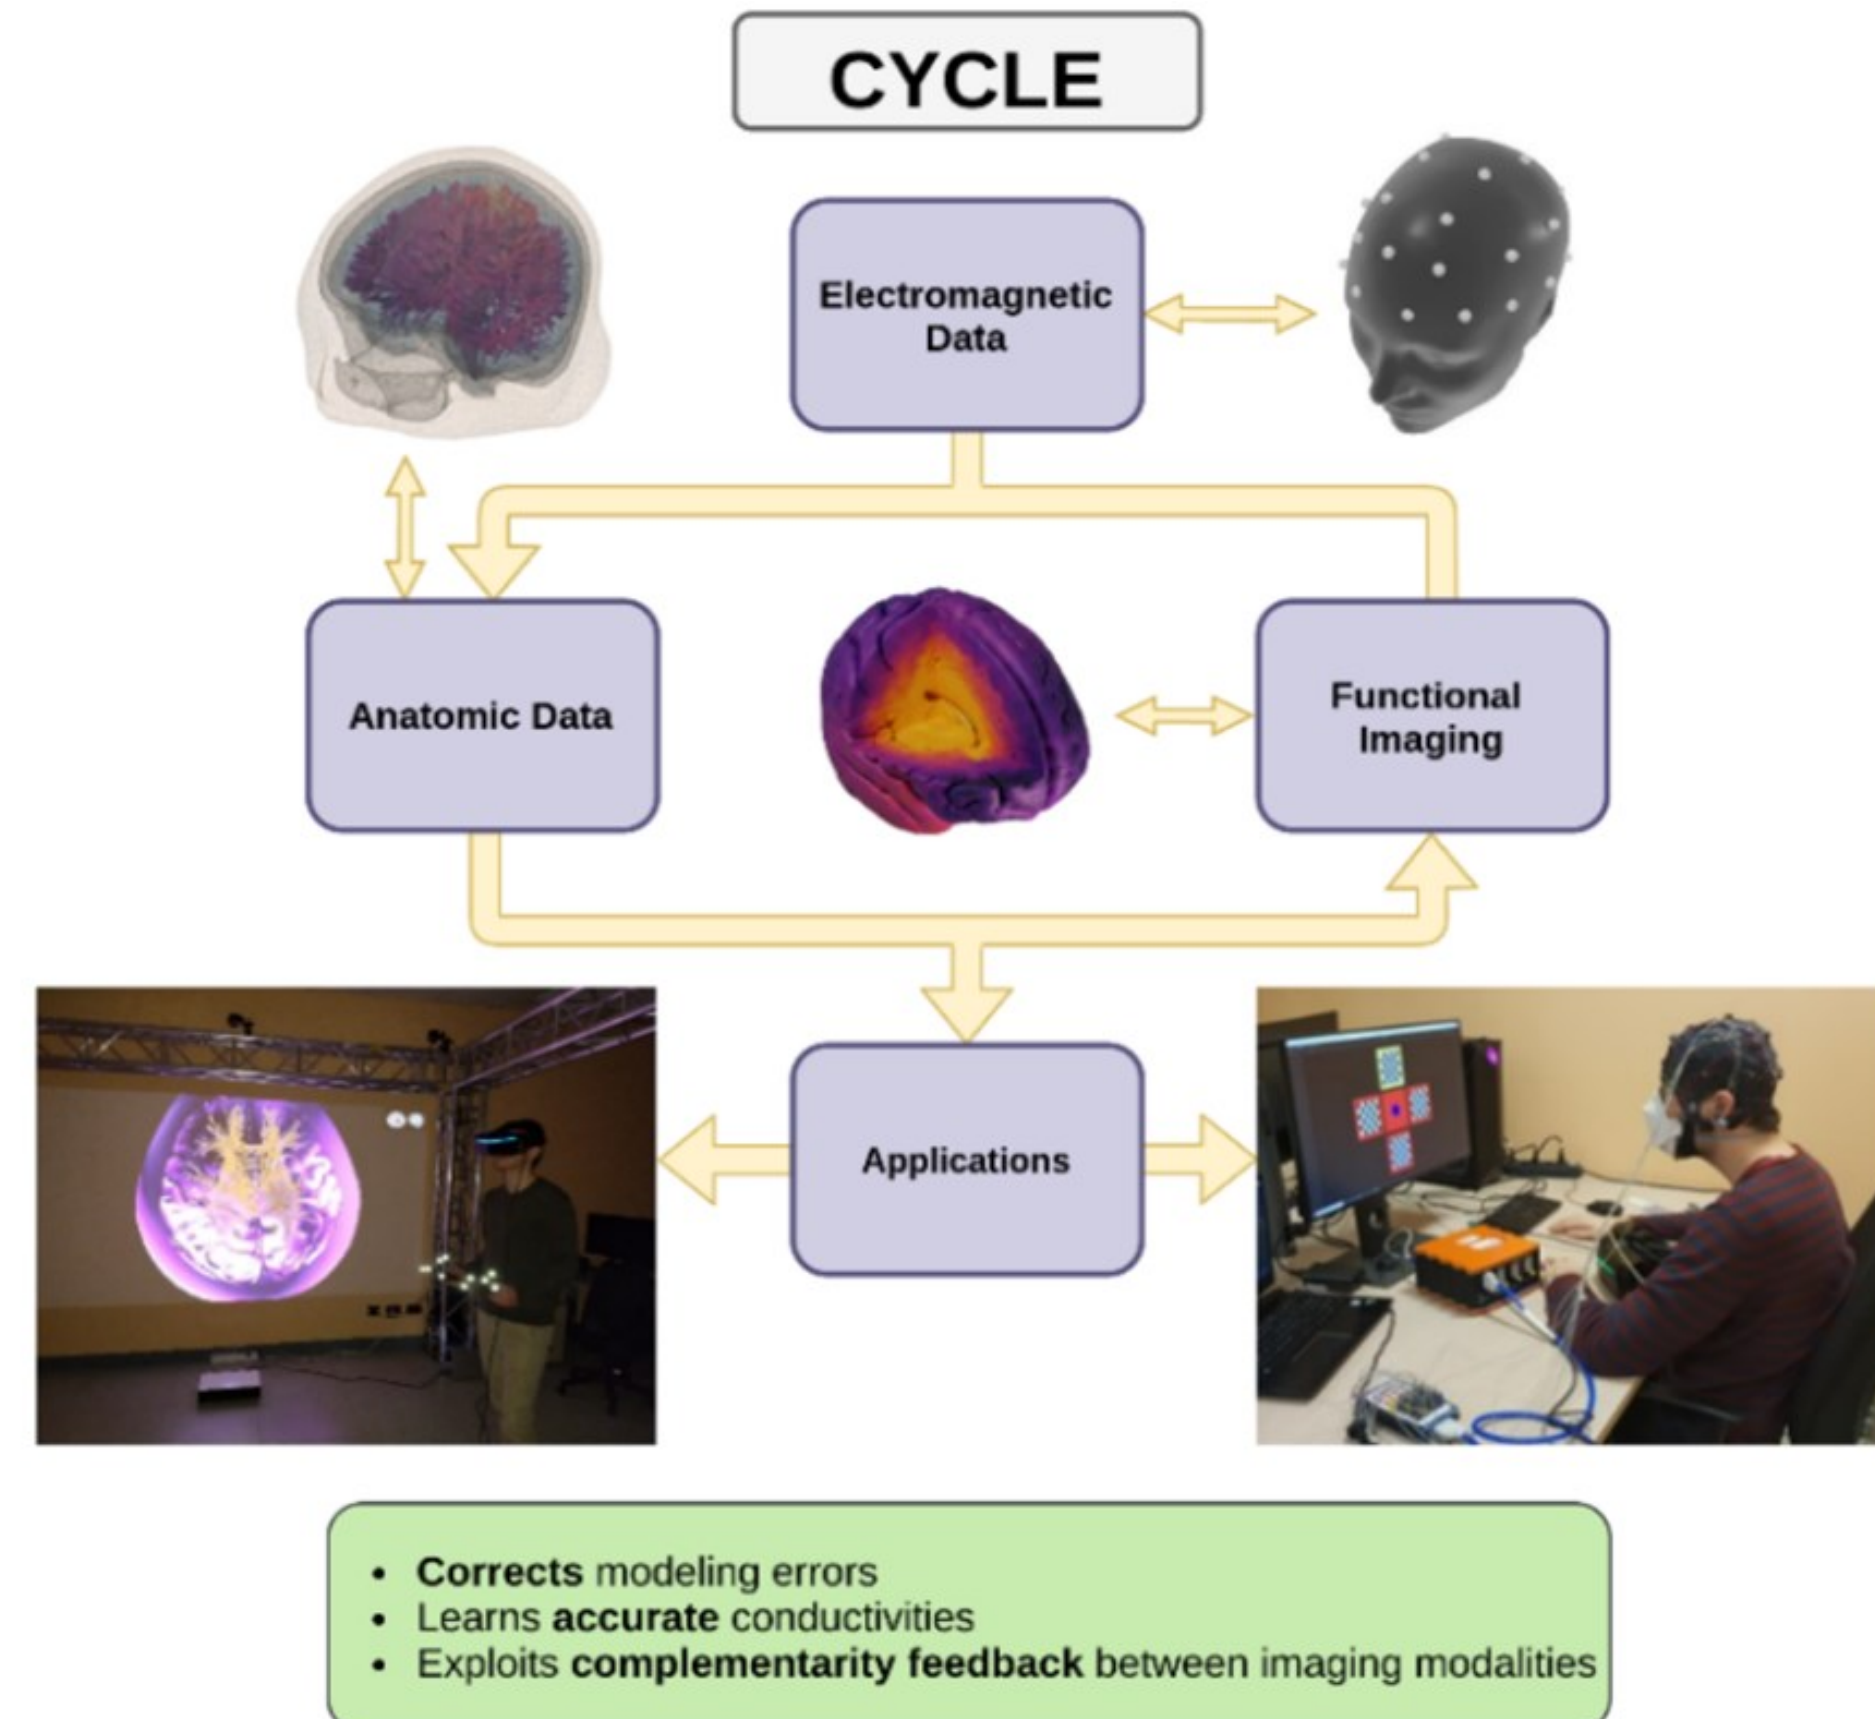 CYCLE
Electromagnetic
Data
Anatomic Data
Functional
Imaging
Applications
• Corrects modeling errors
• Learns accurate conductivities
• Exploits complementarity feedback between imaging modalities